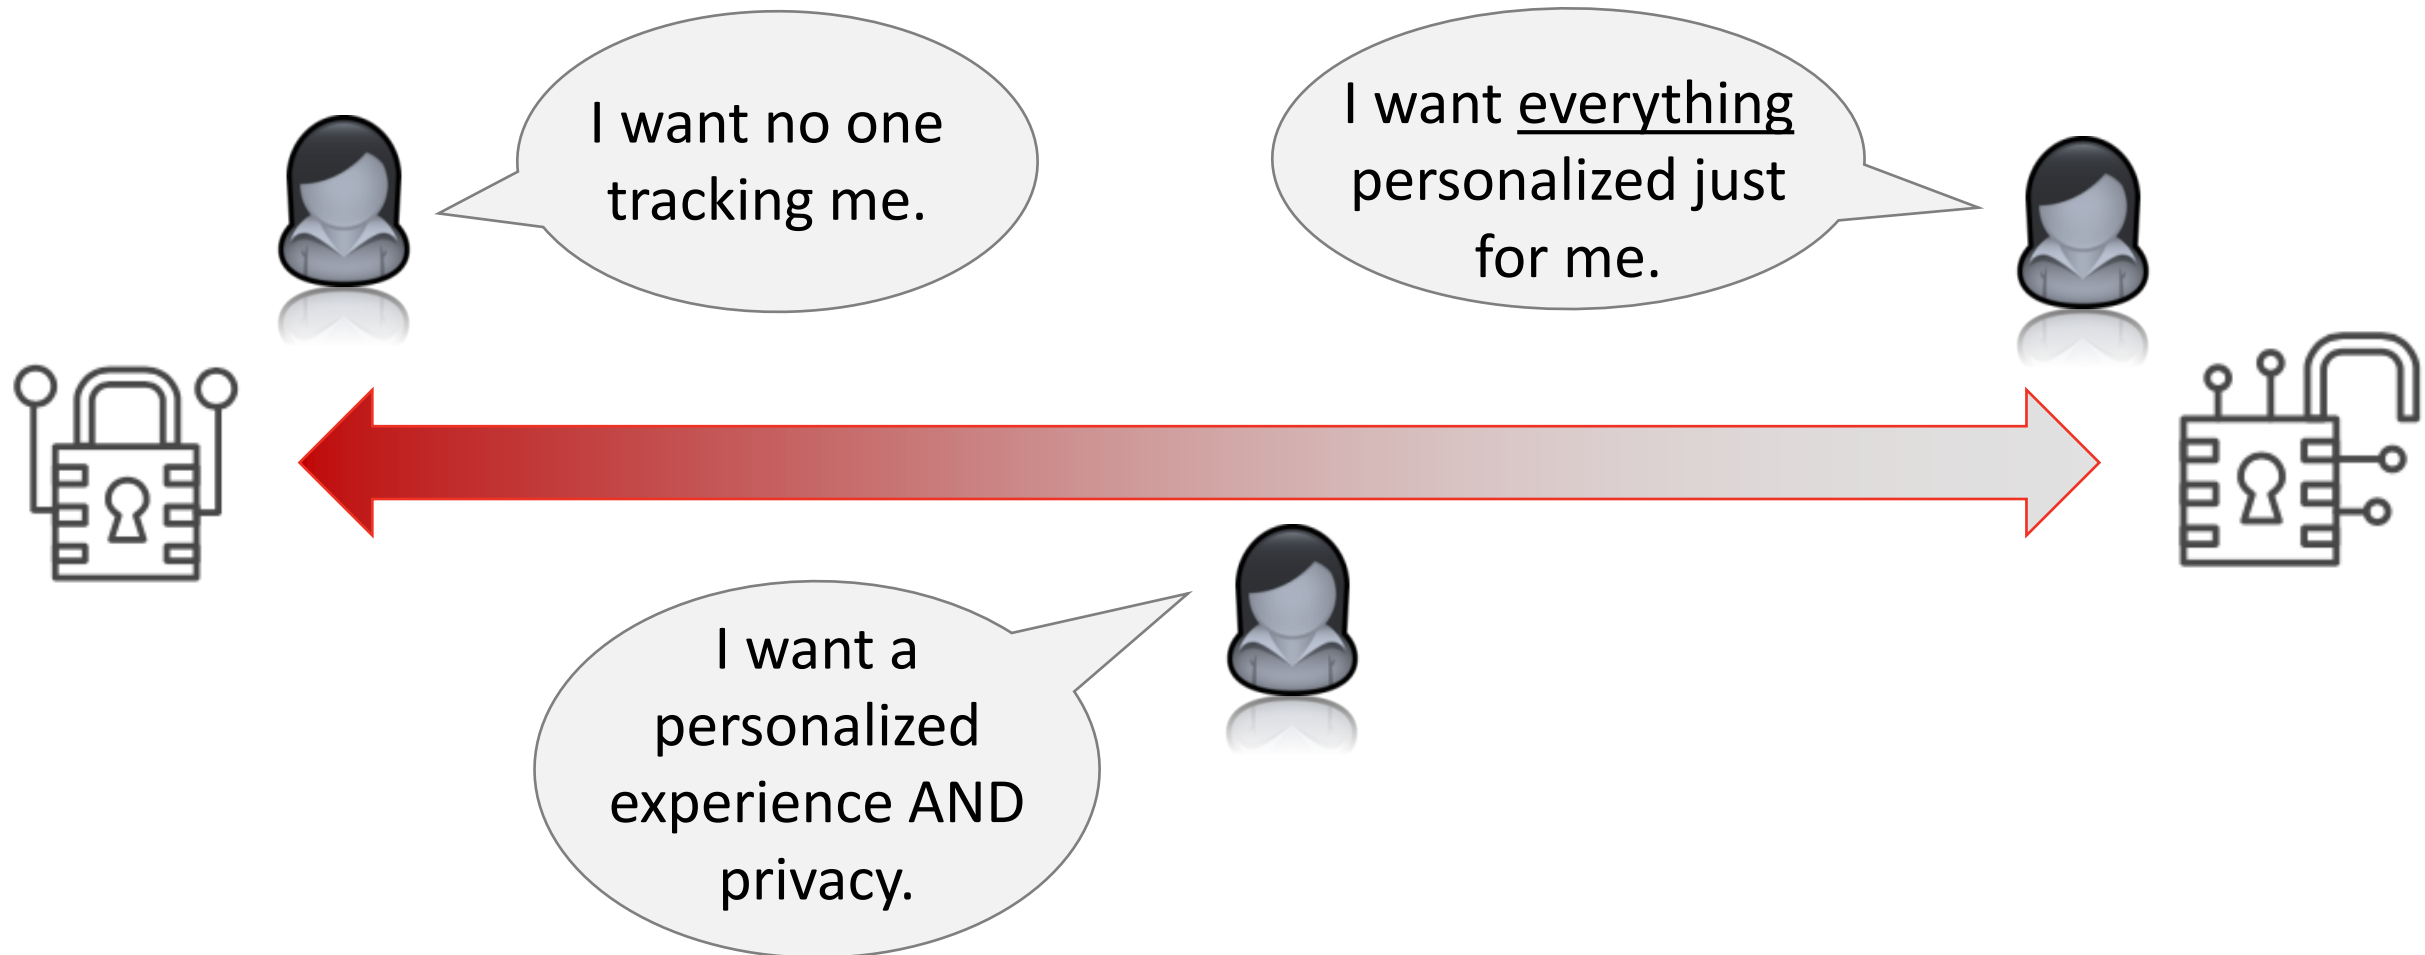 I want no one
tracking me.
I want everything
personalized just
for me.
I want a
personalized
experience AND
privacy.